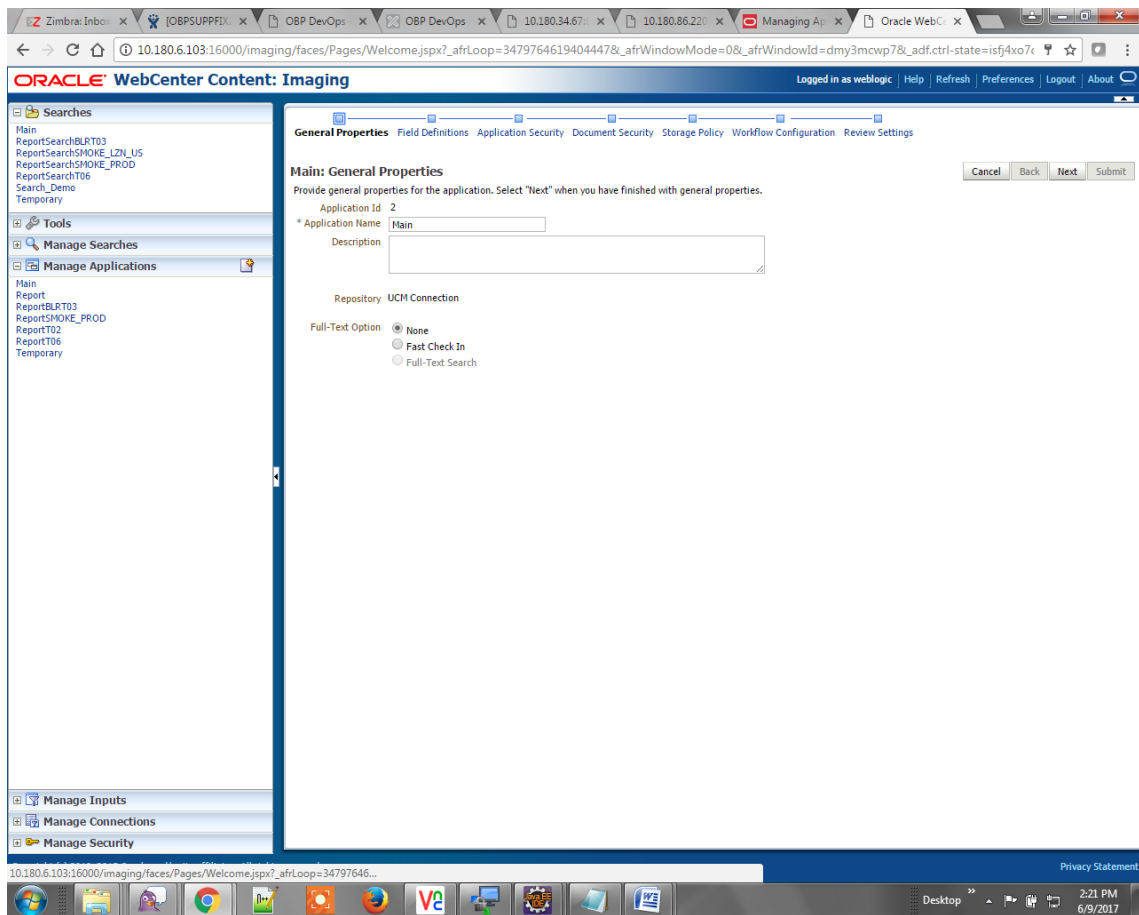 Zimbra: Inbox
[OBPSUPPFIX
OBP DevOps
OBP DevOps
10.180.34.67:
10.180.86.220
Managing Ap
Oracle WebCe
10.180.6.103:16000/imaging/faces/Pages/Welcome.jspx?_afrLoop=3479764619404447&_afrWindowMode=0&_afrWindowId=dmy3mcwp7&_adf.ctrl-state=isfj4xo7c
ORACLE WebCenter Content: Imaging
Logged in as weblogic | Help | Refresh | Preferences | Logout | About
Searches
Main
ReportSearchBLRT03
ReportSearchSMOKE_LZN_US
ReportSearchSMOKE_PROD
ReportSearchT06
Search_Demo
Temporary
Tools
Manage Searches
Manage Applications
Main
Report
ReportBLRT03
ReportSMOKE_PROD
ReportT02
ReportT06
Temporary
Manage Inputs
Manage Connections
Manage Security
General Properties Field Definitions Application Security Document Security Storage Policy Workflow Configuration Review Settings
Main: General Properties
Cancel Back Next Submit
Provide general properties for the application. Select "Next" when you have finished with general properties.
Application Id 2
* Application Name Main
Description
Repository UCM Connection
Full-Text Option None
Fast Check In
Full-Text Search
Privacy Statement
10.180.6.103:16000/imaging/faces/Pages/Welcome.jspx?_afrLoop=34797646...
Desktop
2:21 PM
6/9/2017